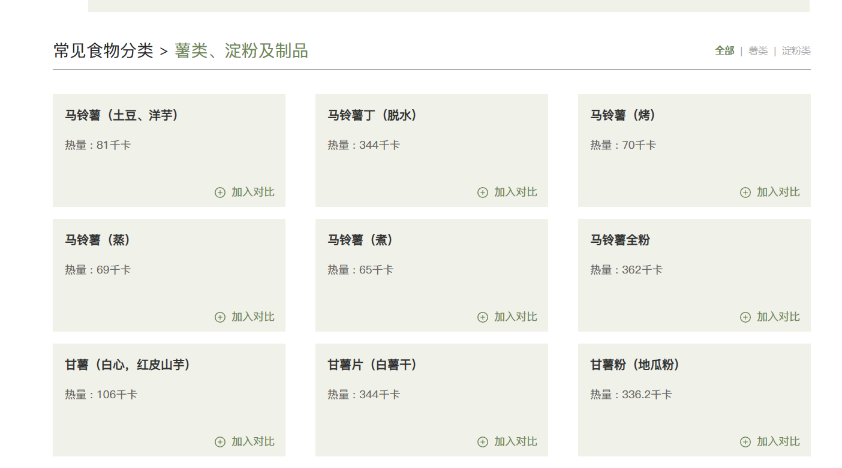 常见食物分类 > 薯类、淀粉及制品
全部 | 薯类 | 淀粉类
马铃薯（土豆、洋芋）
热量：81千卡
加入对比
马铃薯丁（脱水）
热量：344千卡
加入对比
马铃薯（烤）
热量：70千卡
加入对比
马铃薯（蒸）
热量：69千卡
加入对比
马铃薯（煮）
热量：65千卡
加入对比
马铃薯全粉
热量：362千卡
加入对比
甘薯（白心，红皮山芋）
热量：106千卡
加入对比
甘薯片（白薯干）
热量：344千卡
加入对比
甘薯粉（地瓜粉）
热量：336.2千卡
加入对比